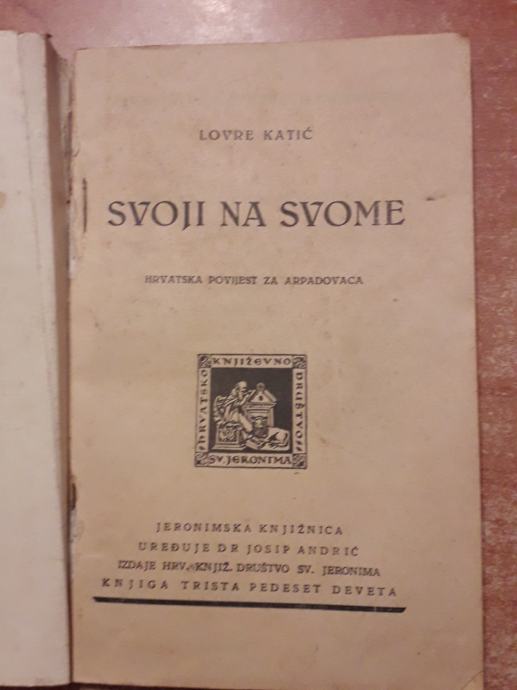 LOVRE KATIĆ
SVOJI NA SVOME
HRVATSKA POVIJEST ZA ARPADOVACA
KNJIŽEVNO
HRVATSKO
DRUŠTVO
SV. JERONIMA
JERONIMSKA KNJIŽNICA
UREĐUJE DR JOSIP ANDRIĆ
IZDAJE HRV. KNJIŽ. DRUŠTVO SV. JERONIMA
KNJIGA TRISTA PEDESET DEVETA